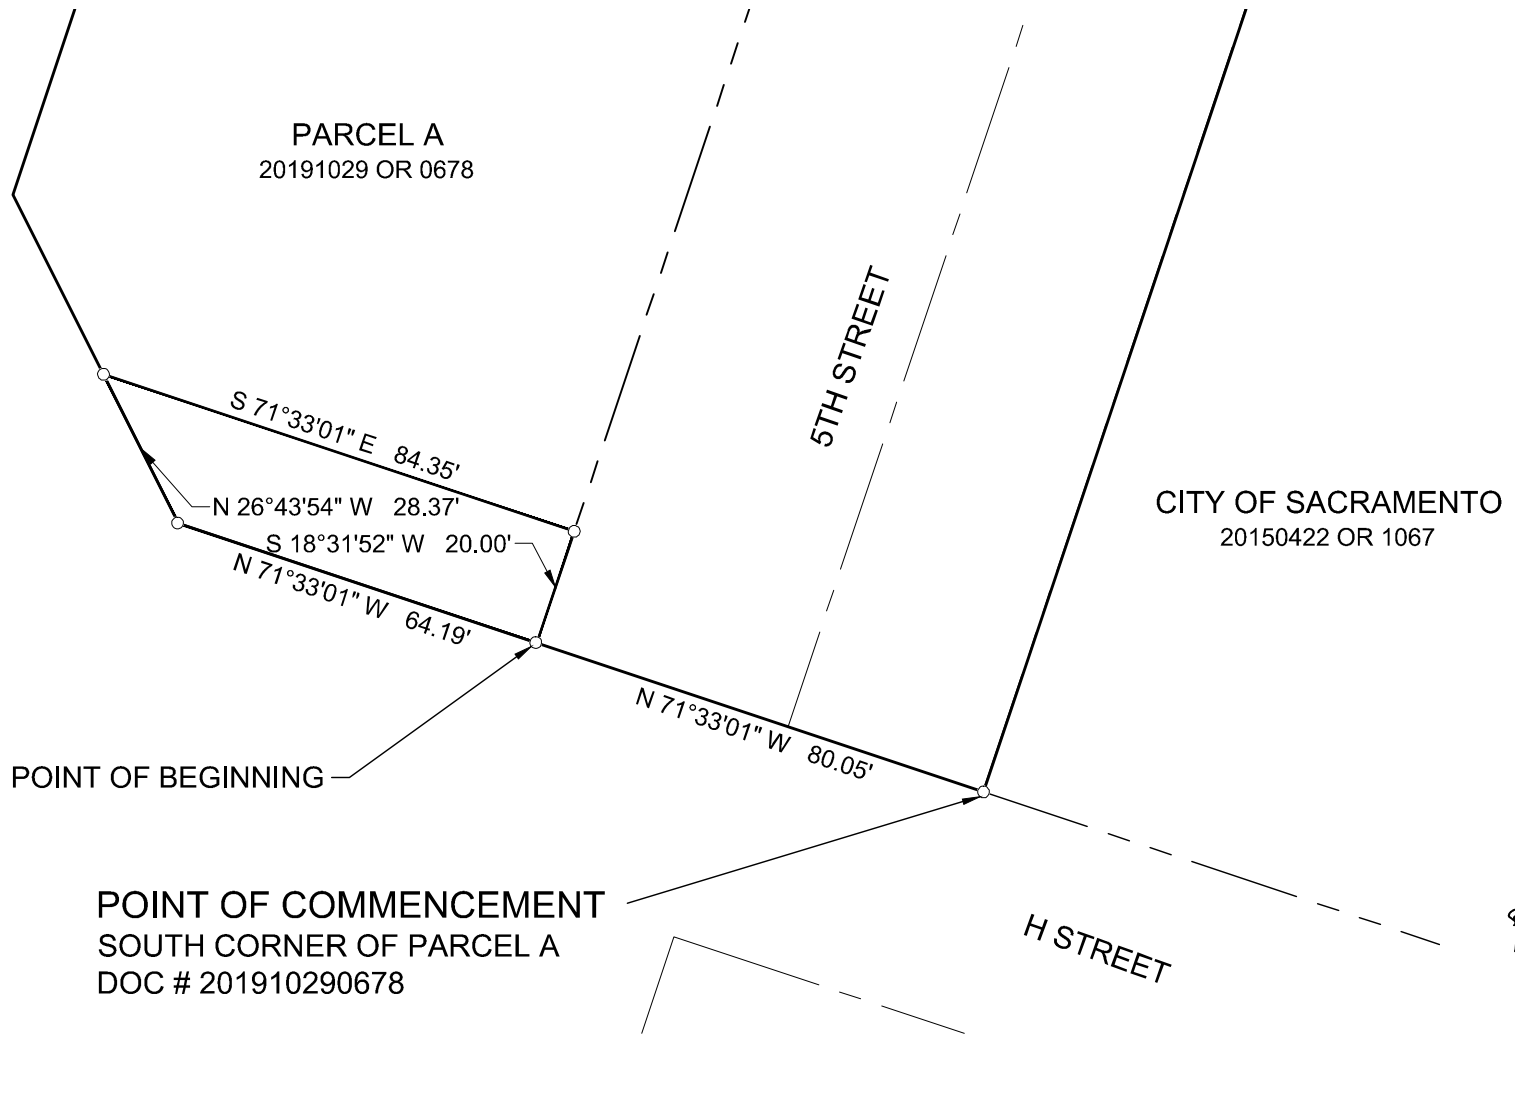 PARCEL A
20191029 OR 0678
5TH STREET
S 71°33'01" E 84.35'
N 26°43'54" W 28.37'
S 18°31'52" W 20.00'
N 71°33'01" W 64.19'
CITY OF SACRAMENTO
20150422 OR 1067
N 71°33'01" W 80.05'
POINT OF BEGINNING
POINT OF COMMENCEMENT
SOUTH CORNER OF PARCEL A
DOC # 201910290678
H STREET